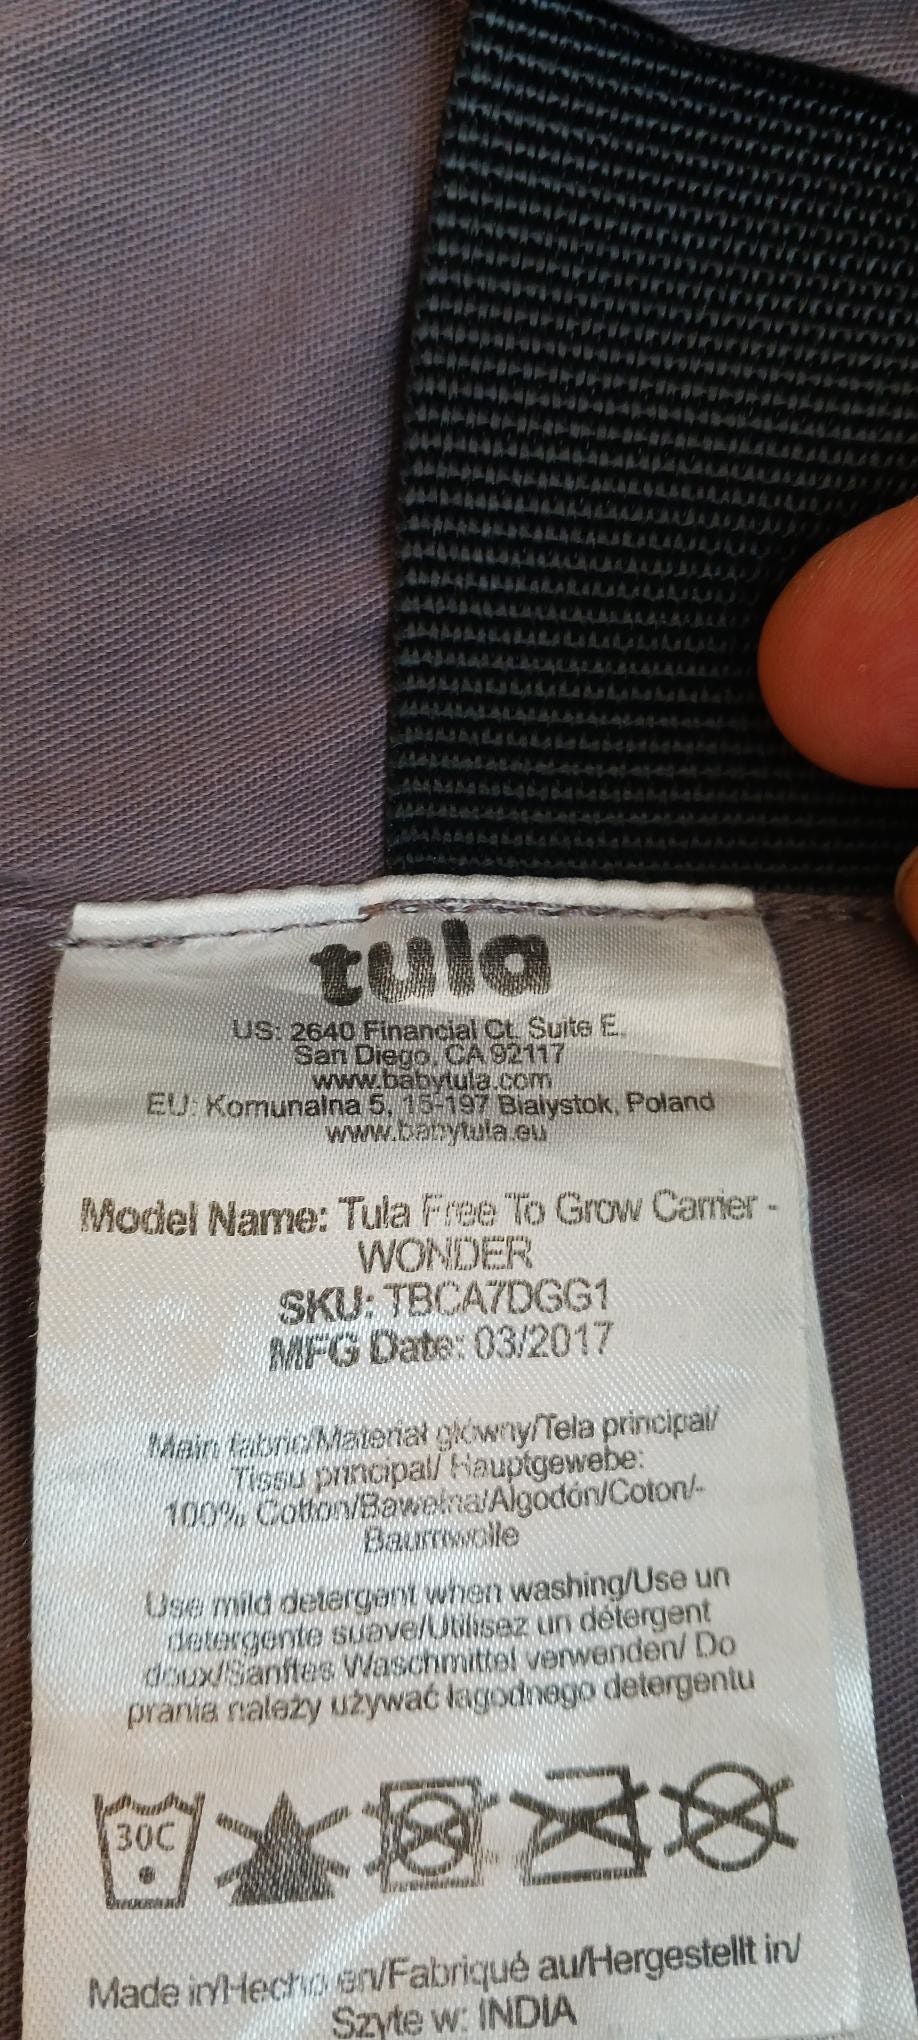 tula
US: 2640 Financial Ct. Suite E.
San Diego, CA 92117
www.babytula.com
EU: Komunalna 5, 15-197 Bialystok, Poland
www.babytula.eu
Model Name: Tula Free To Grow Carrier -
WONDER
SKU: TBCA7DGG1
MFG Date: 03/2017
Main fabric/Materiał główny/Tela principal/
Tissu principal/ Hauptgewebe:
100% Cotton/Bawełna/Algodón/Coton/-
Baumwolle
Use mild detergent when washing/Use un
detergente suave/Utilisez un détergent
doux/Sanftes Waschmittel verwenden/ Do
prania należy używać łagodnego detergentu
30C
Made in/Hecho en/Fabriqué au/Hergestellt in/
Szyte w: INDIA